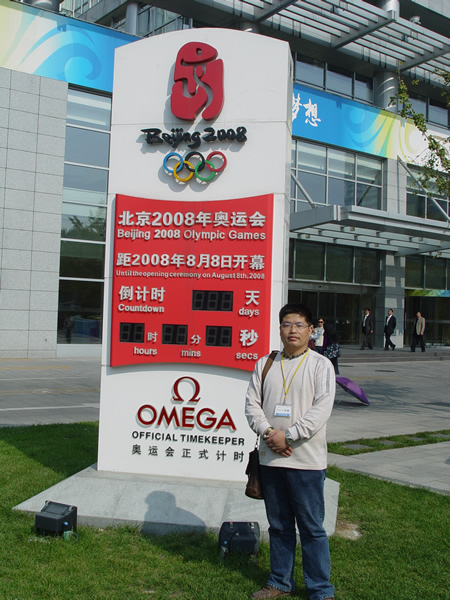 Beijing 2008
梦想
北京2008年奥运会
Beijing 2008 Olympic Games
距2008年8月8日开幕
Until the opening ceremony on August 8th, 2008
倒计时 天
Countdown days
时 分 秒
hours mins secs
Ω
OMEGA
OFFICIAL TIMEKEEPER
奥运会正式计时